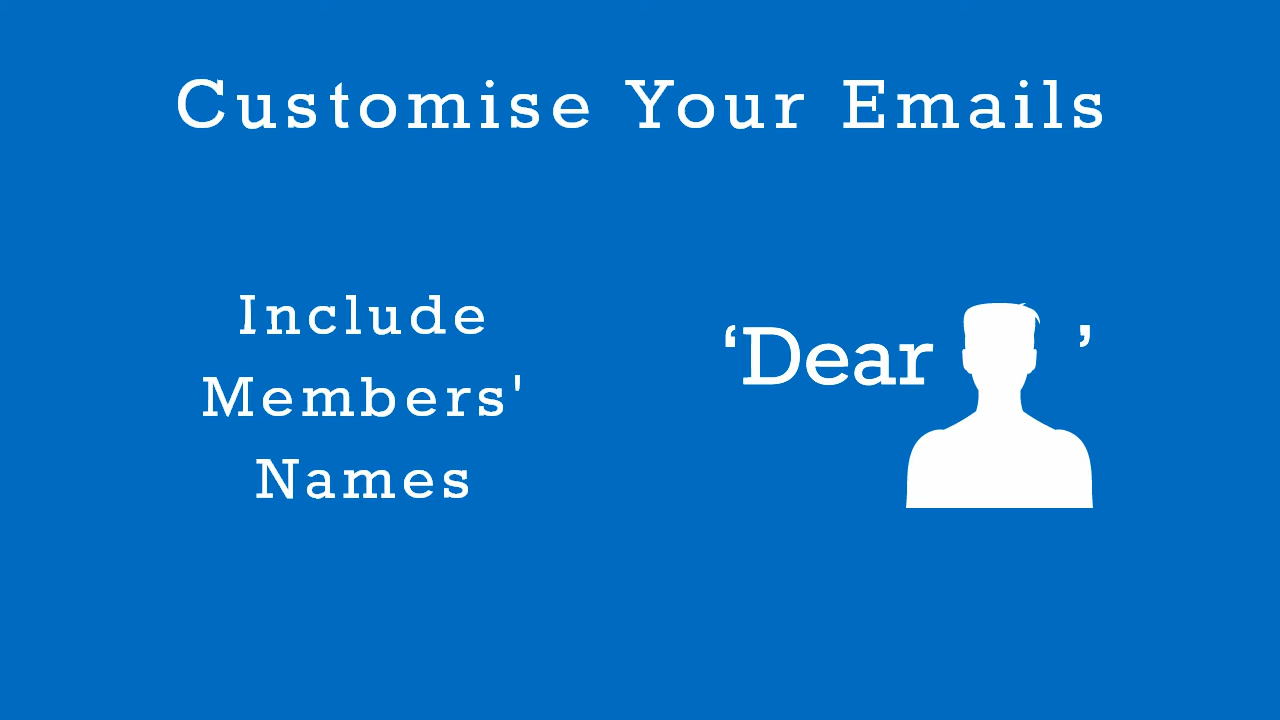 Customise Your Emails
Include
Members'
Names
‘Dear ’